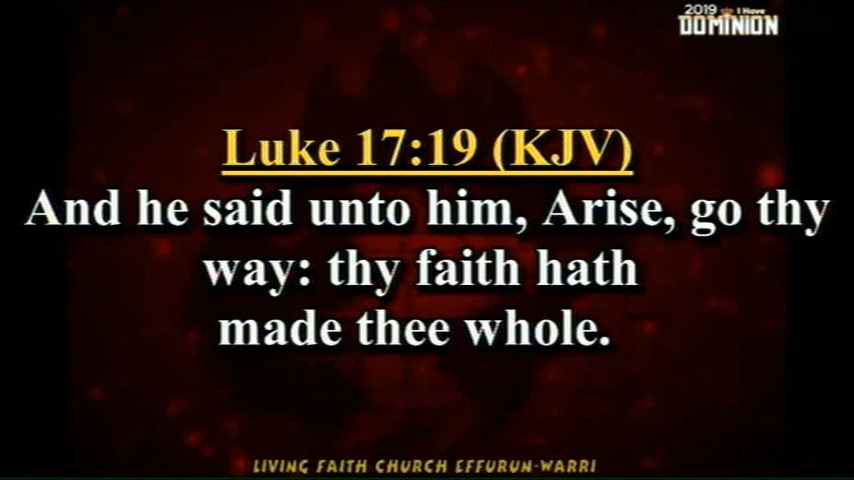 2019 I Have
DOMINION
Luke 17:19 (KJV)
And he said unto him, Arise, go thy
way: thy faith hath
made thee whole.
LIVING FAITH CHURCH EFFURUN-WARRI